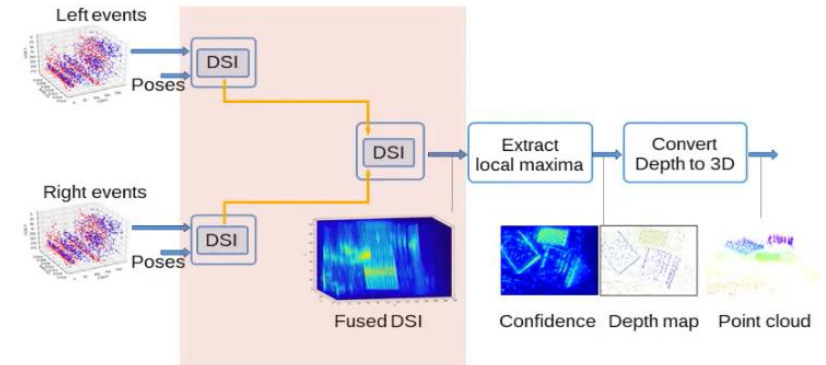 Left events
DSI
Poses
DSI
Extract
local maxima
Convert
Depth to 3D
Right events
DSI
Poses
Fused DSI
Confidence
Depth map
Point cloud